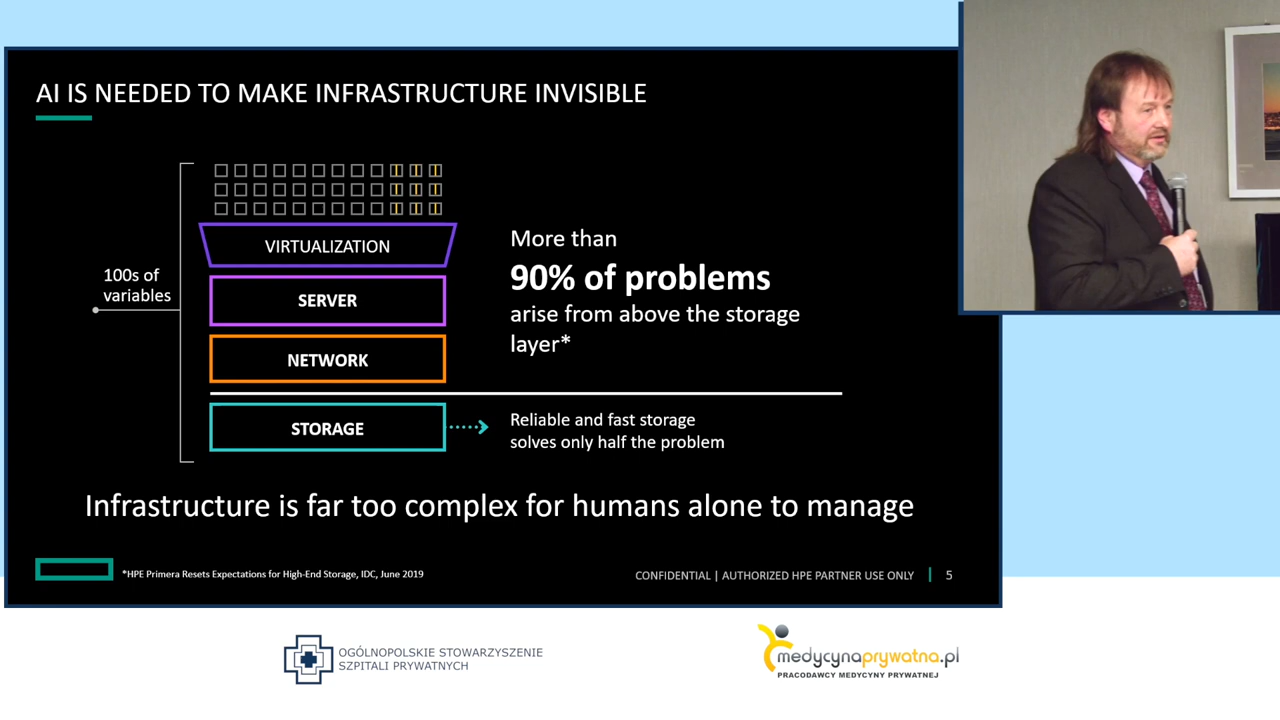 AI IS NEEDED TO MAKE INFRASTRUCTURE INVISIBLE
100s of
variables
VIRTUALIZATION
SERVER
NETWORK
STORAGE
More than
90% of problems
arise from above the storage
layer*
Reliable and fast storage
solves only half the problem
Infrastructure is far too complex for humans alone to manage
*HPE Primera Resets Expectations for High-End Storage, IDC, June 2019
CONFIDENTIAL | AUTHORIZED HPE PARTNER USE ONLY | 5
OGÓLNOPOLSKIE STOWARZYSZENIE
SZPITALI PRYWATNYCH
medycynaprywatna.pl
PRACODAWCY MEDYCYNY PRYWATNEJ